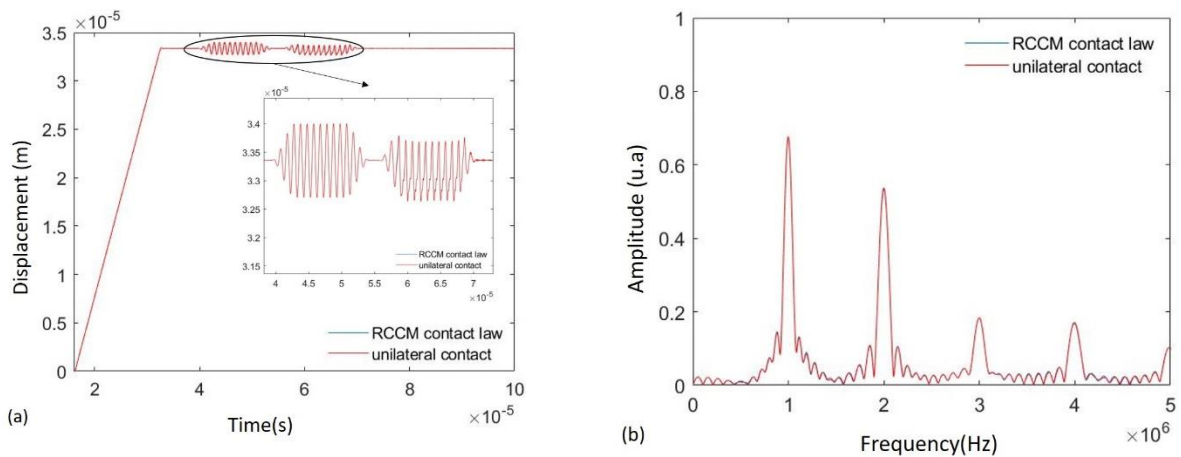 ×10⁻⁵
3.5
3
2.5
2
1.5
1
0.5
0
Displacement (m)
×10⁻⁵
3.4
3.35
3.3
3.25
3.2
3.15
RCCM contact law
unilateral contact
4 4.5 5 5.5 6 6.5 7
×10⁻⁵
RCCM contact law
unilateral contact
2 4 6 8 10
×10⁻⁵
Time(s)
(a)
1
0.8
0.6
0.4
0.2
0
Amplitude (u.a)
RCCM contact law
unilateral contact
0 1 2 3 4 5
×10⁶
Frequency(Hz)
(b)